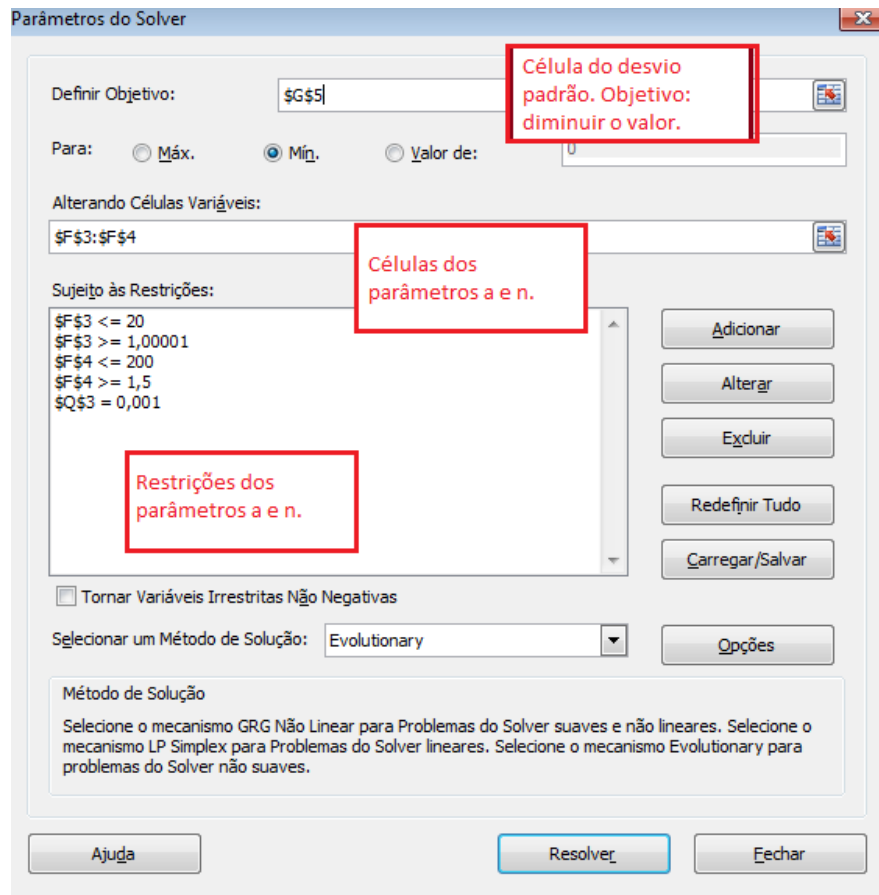 Parâmetros do Solver
Definir Objetivo:
$G$5
Célula do desvio
padrão. Objetivo:
diminuir o valor.
Para:
Máx.
Mín.
Valor de:
0
Alterando Células Variáveis:
$F$3:$F$4
Células dos
parâmetros a e n.
Sujeito às Restrições:
$F$3 <= 20
$F$3 >= 1,00001
$F$4 <= 200
$F$4 >= 1,5
$Q$3 = 0,001
Restrições dos
parâmetros a e n.
Adicionar
Alterar
Excluir
Redefinir Tudo
Carregar/Salvar
Tornar Variáveis Irrestritas Não Negativas
Selecionar um Método de Solução:
Evolutionary
Opções
Método de Solução
Selecione o mecanismo GRG Não Linear para Problemas do Solver suaves e não lineares. Selecione o
mecanismo LP Simplex para Problemas do Solver lineares. Selecione o mecanismo Evolutionary para
problemas do Solver não suaves.
Ajuda
Resolver
Fechar